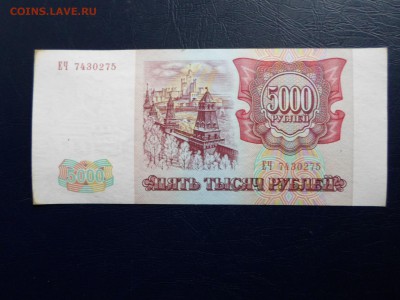 COINS.LAVE.RU
ЕЧ 7430275
5000
РУБЛЕЙ
ЕЧ 7430275
5000
ПЯТЬ ТЫСЯЧ РУБЛЕЙ